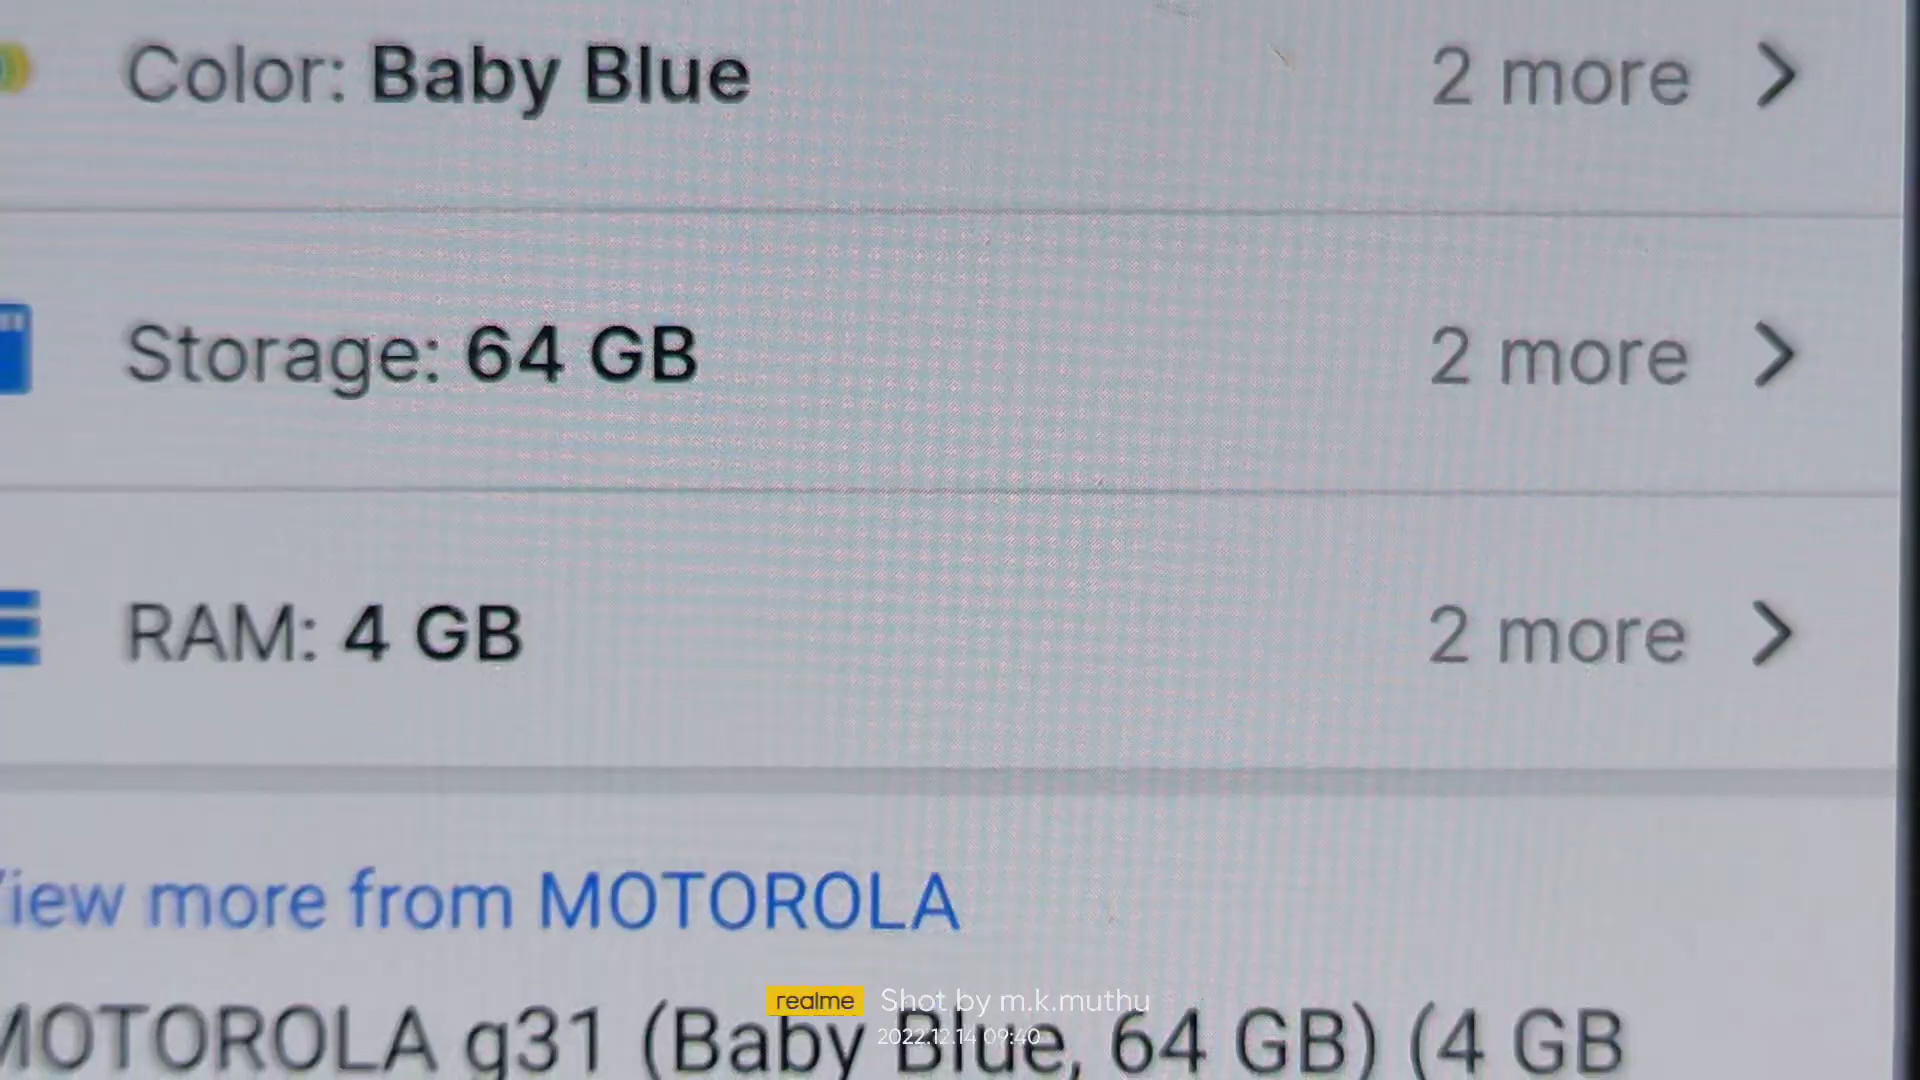 Color: Baby Blue 2 more
Storage: 64 GB 2 more
RAM: 4 GB 2 more
View more from MOTOROLA
MOTOROLA g31 (Baby Blue, 64 GB) (4 GB
realme Shot by m.k.muthu
2022.12.14 09:40